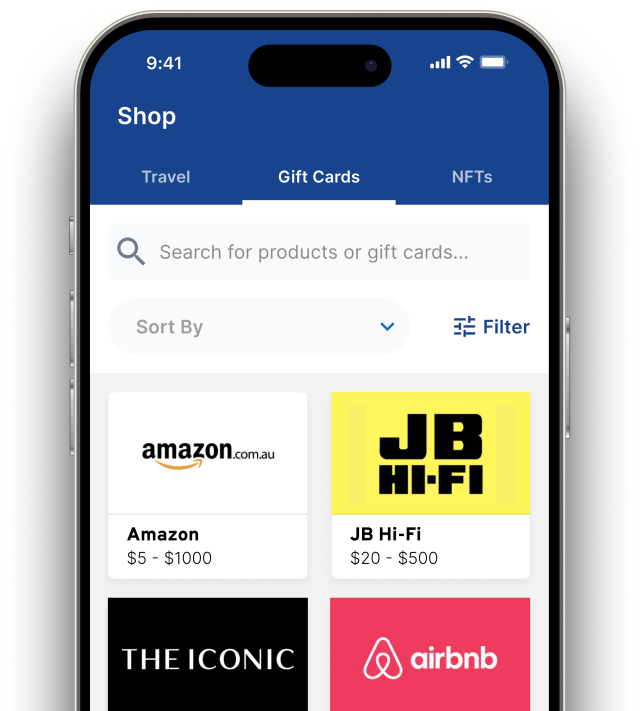 9:41
Shop
Travel
Gift Cards
NFTs
Search for products or gift cards...
Sort By
Filter
amazon.com.au
JB
HI-FI
Amazon
$5 - $1000
JB Hi-Fi
$20 - $500
THE ICONIC
airbnb